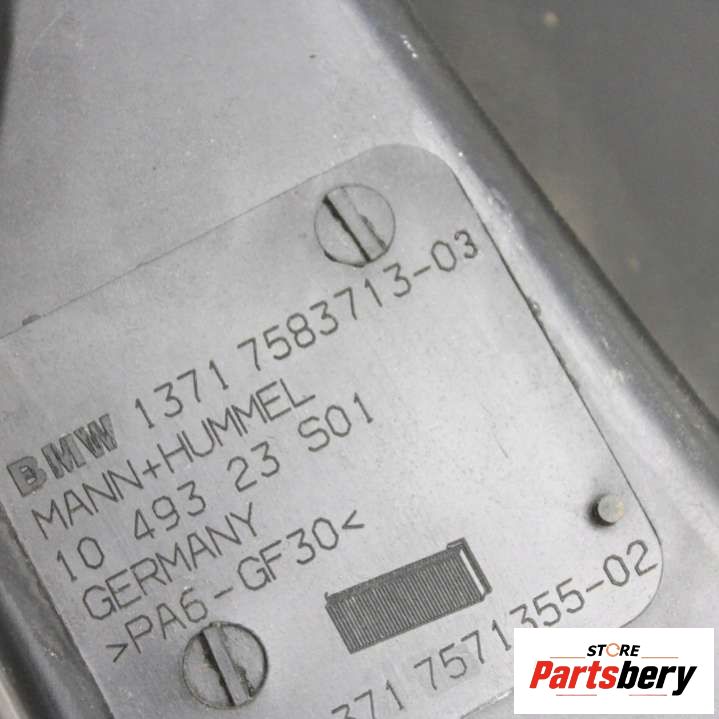 BMW 1371 7583713-03
MANN+HUMMEL
10 493 23 S01
GERMANY
>PA6-GF30<
371 7571355-02
STORE
Partsbery